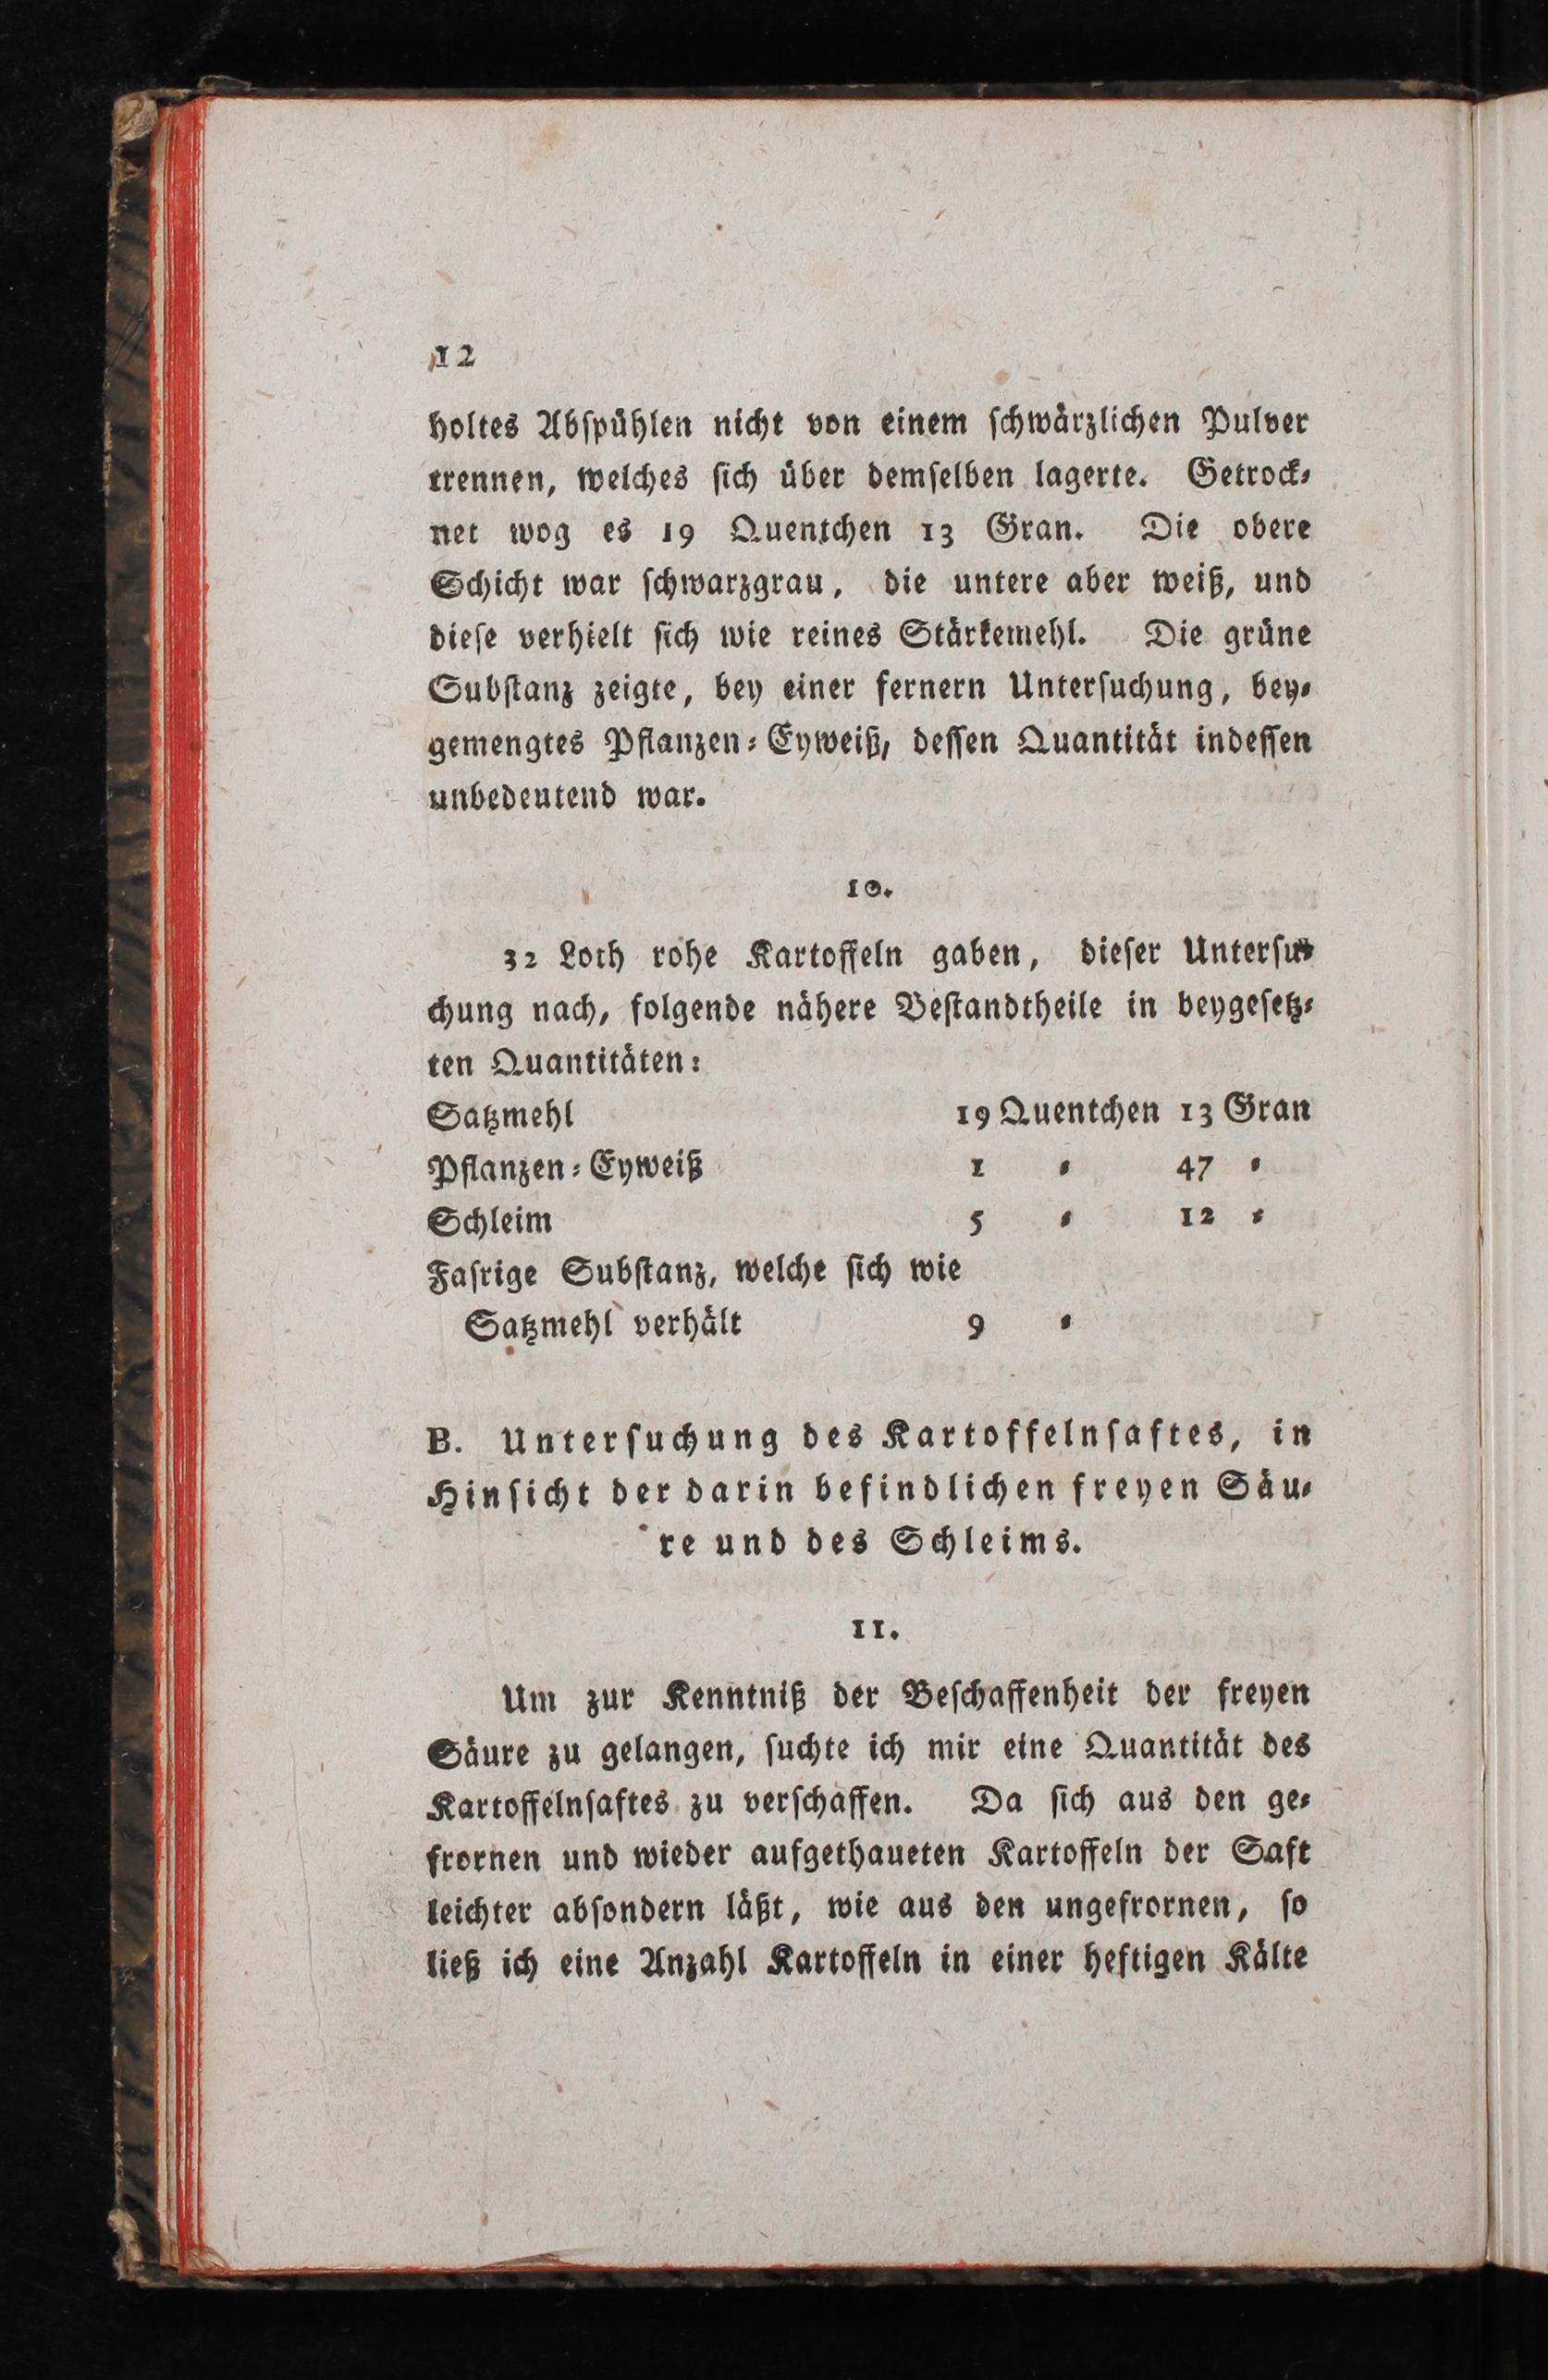 12
holtes Abſpühlen nicht von einem ſchwärzlichen Pulver
trennen, welches ſich über demſelben lagerte. Getrock⸗
net wog es 19 Quentchen 13 Gran. Die obere
Schicht war ſchwarzgrau, die untere aber weiß, und
dieſe verhielt ſich wie reines Stärkemehl. Die grüne
Subſtanz zeigte, bey einer fernern Unterſuchung, bey⸗
gemengtes Pflanzen⸗Eyweiß, deſſen Quantität indeſſen
unbedeutend war.
10.
32 Loth rohe Kartoffeln gaben, dieſer Unterſu⸗
chung nach, folgende nähere Beſtandtheile in beygeſetz⸗
ten Quantitäten:
Satzmehl 19 Quentchen 13 Gran
Pflanzen⸗Eyweiß 1 ⸗ 47 ⸗
Schleim 5 ⸗ 12 ⸗
Faſrige Subſtanz, welche ſich wie
Satzmehl verhält 9 ⸗
B. Unterſuchung des Kartoffelnſaftes, in
Hinſicht der darin befindlichen freyen Säu⸗
re und des Schleims.
11.
Um zur Kenntniß der Beſchaffenheit der freyen
Säure zu gelangen, ſuchte ich mir eine Quantität des
Kartoffelnſaftes zu verſchaffen. Da ſich aus den ge⸗
frornen und wieder aufgethaueten Kartoffeln der Saft
leichter abſondern läßt, wie aus den ungefrornen, ſo
ließ ich eine Anzahl Kartoffeln in einer heftigen Kälte